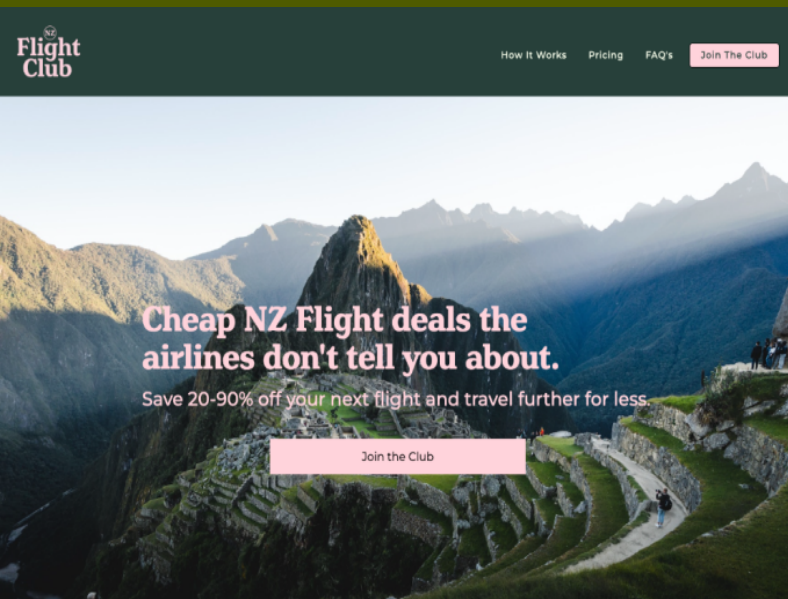 NZ
Flight
Club
How It Works
Pricing
FAQ's
Join The Club
Cheap NZ Flight deals the
airlines don't tell you about.
Save 20-90% off your next flight and travel further for less.
Join the Club